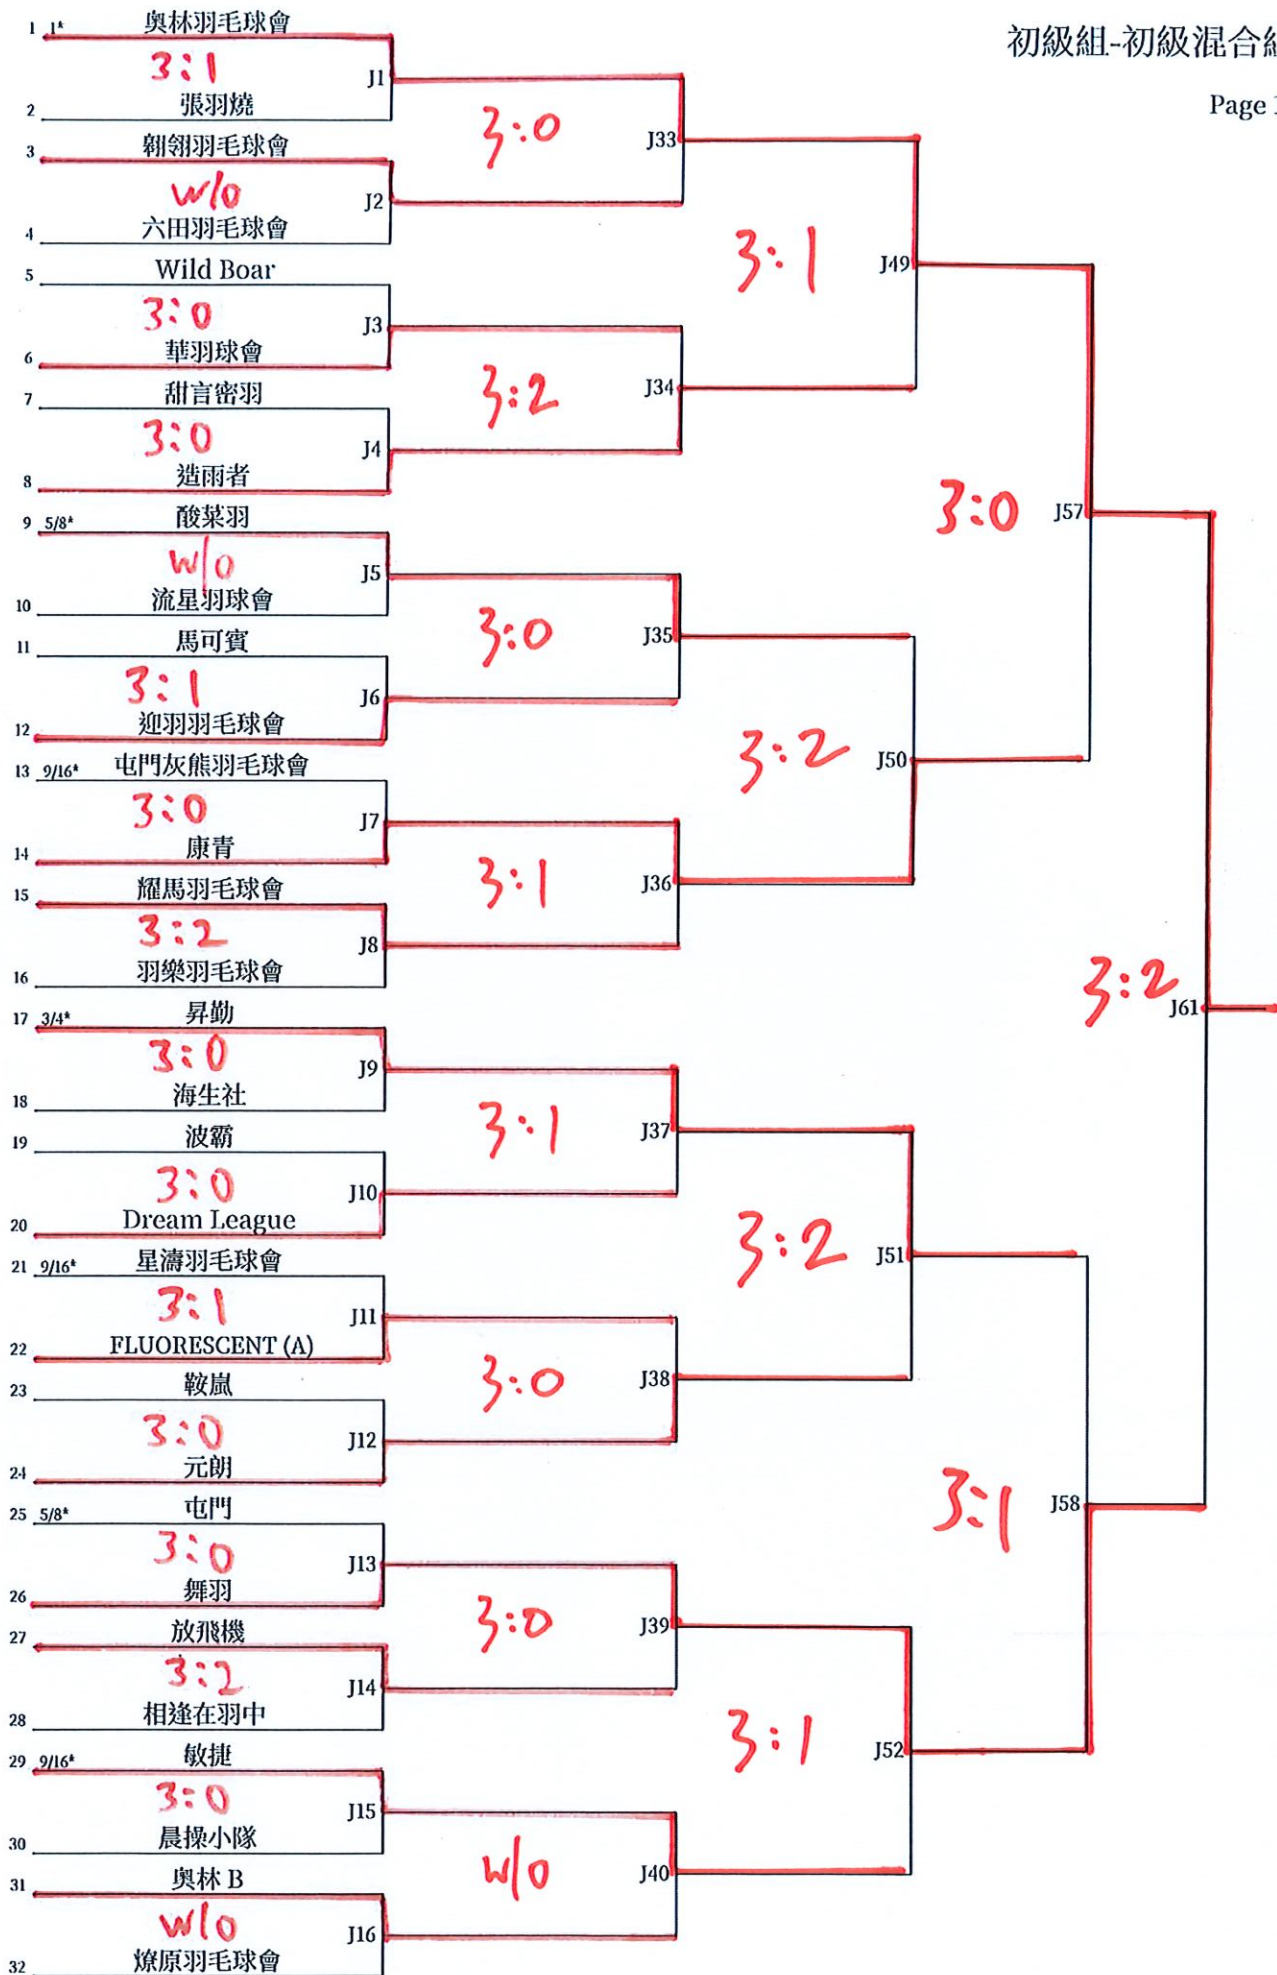 初級組-初級混合組
Page 1
1 1* 奧林羽毛球會
3:1 J1
2 張羽燒
3 翱翎羽毛球會
w/o J2
4 六田羽毛球會
5 Wild Boar
3:0 J3
6 華羽球會
7 甜言密羽
3:0 J4
8 造雨者
9 5/8* 酸菜羽
w/o J5
10 流星羽球會
11 馬可賓
3:1 J6
12 迎羽羽毛球會
13 9/16* 屯門灰熊羽毛球會
3:0 J7
14 康青
15 耀馬羽毛球會
3:2 J8
16 羽樂羽毛球會
17 3/4* 昇勤
3:0 J9
18 海生社
19 波霸
3:0 J10
20 Dream League
21 9/16* 星濤羽毛球會
3:1 J11
22 FLUORESCENT (A)
23 鞍嵐
3:0 J12
24 元朗
25 5/8* 屯門
3:0 J13
26 舞羽
27 放飛機
3:2 J14
28 相逢在羽中
29 9/16* 敏捷
3:0 J15
30 晨操小隊
31 奧林 B
w/o J16
32 燎原羽毛球會
3:0 J33
3:2 J34
3:0 J35
3:1 J36
3:1 J37
3:0 J38
3:0 J39
w/o J40
3:1 J49
3:2 J50
3:2 J51
3:1 J52
3:0 J57
3:1 J58
3:2 J61